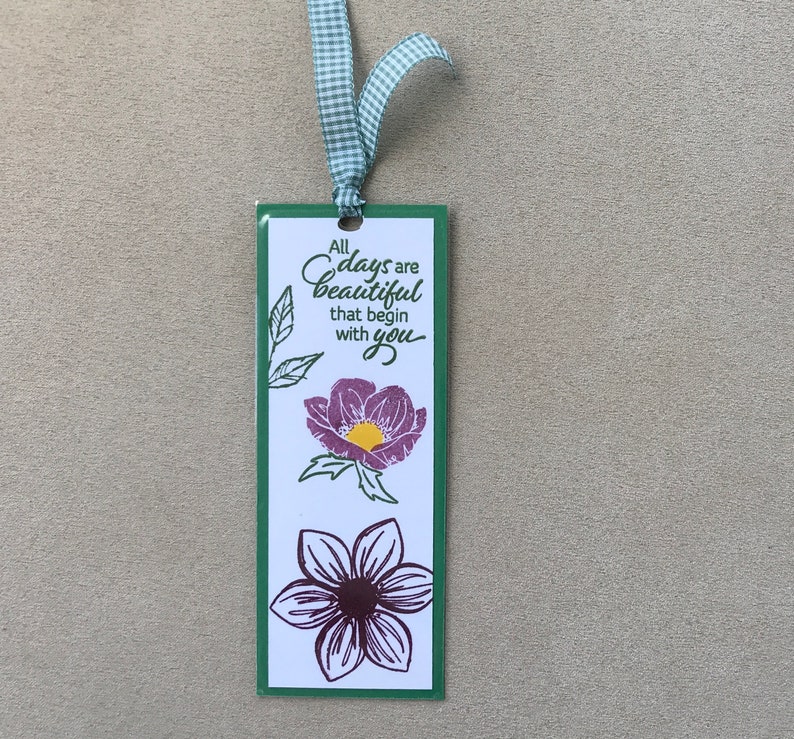 All
days are
beautiful
that begin
with you